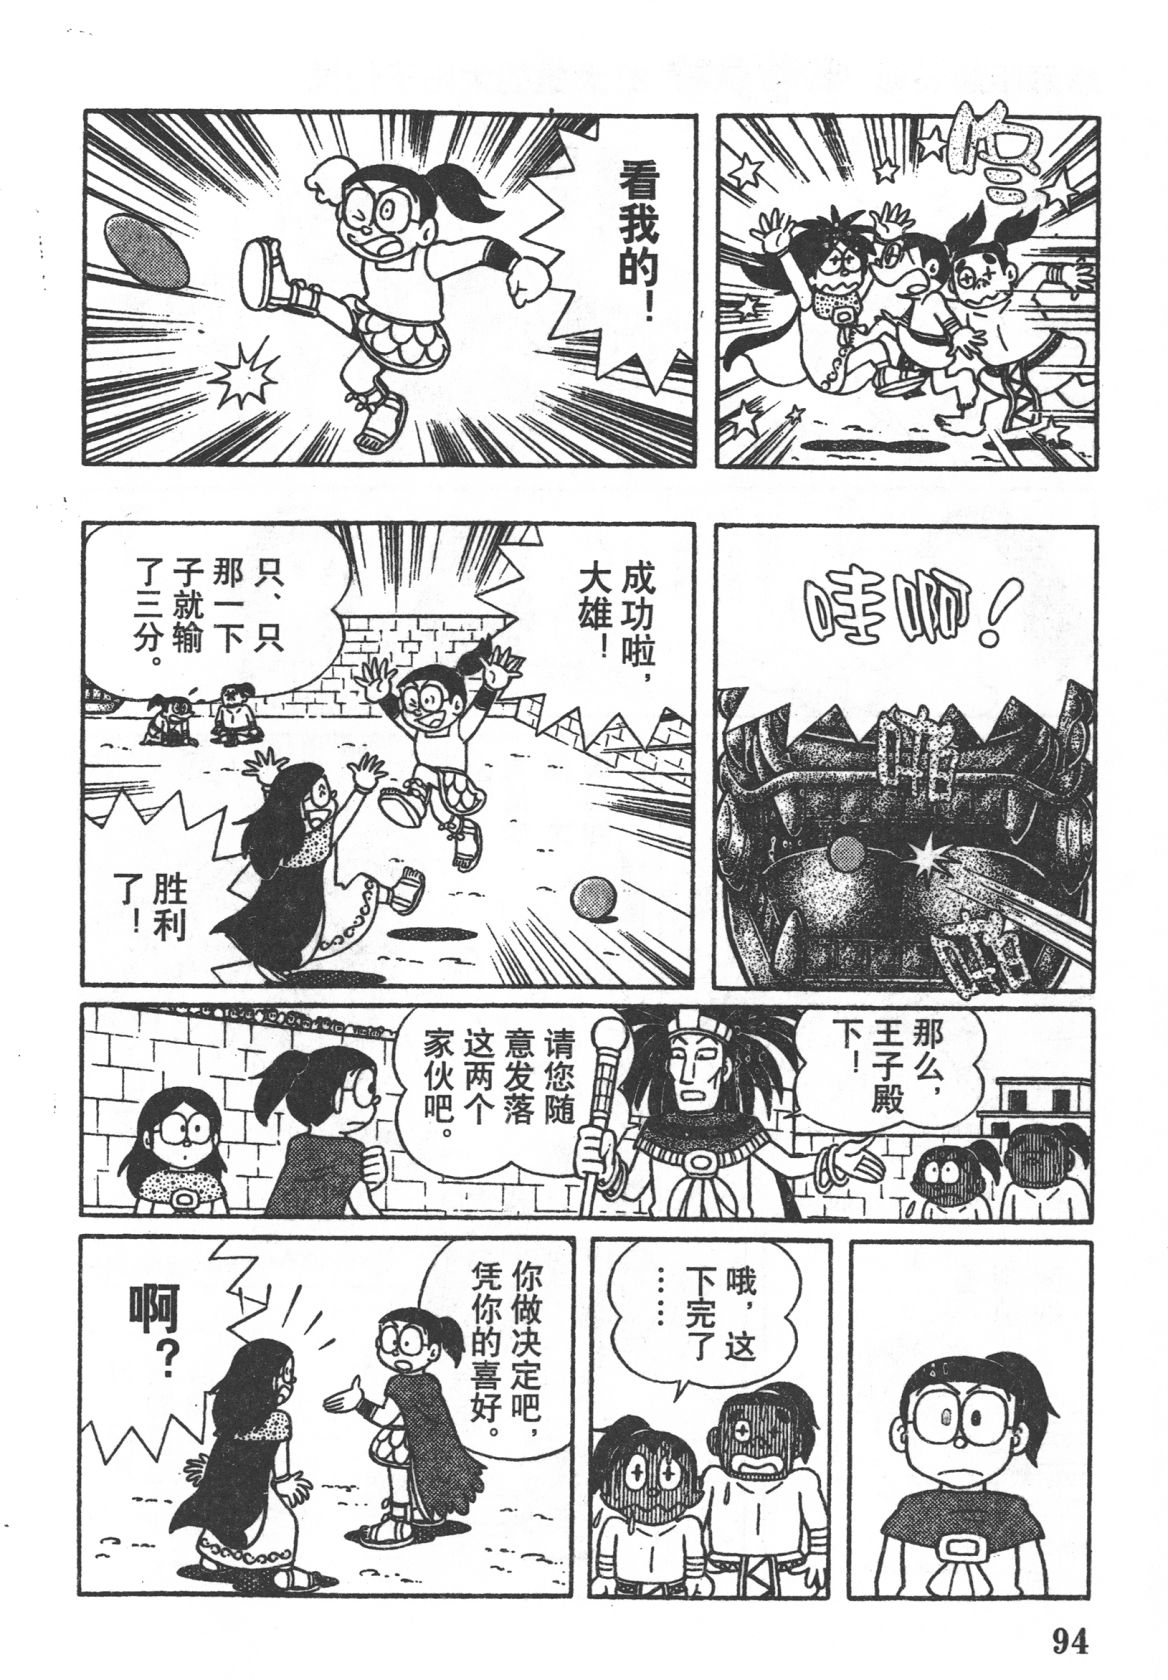 看我的！
哇啊！
成功啦，
大雄！
胜利
了！
只、只
那一下
子就输
了三分。
那么，
王子殿
下！
请您随
意发落
这两个
家伙吧。
哦，这
下完了
……
你做决定吧，
凭你的喜好。
啊？
94